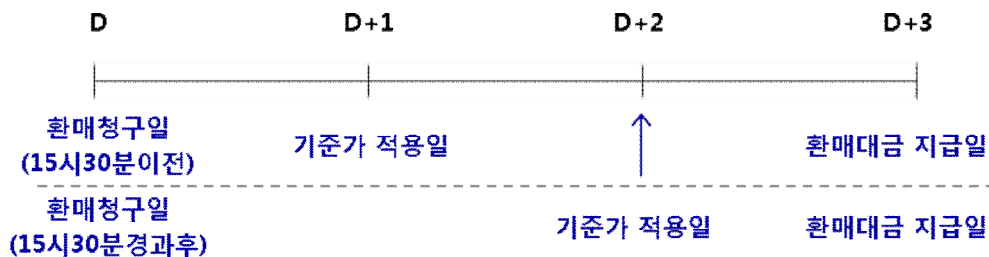 D D+1 D+2 D+3
환매청구일
(15시30분이전)
기준가 적용일
환매대금 지급일
환매청구일
(15시30분경과후)
기준가 적용일
환매대금 지급일